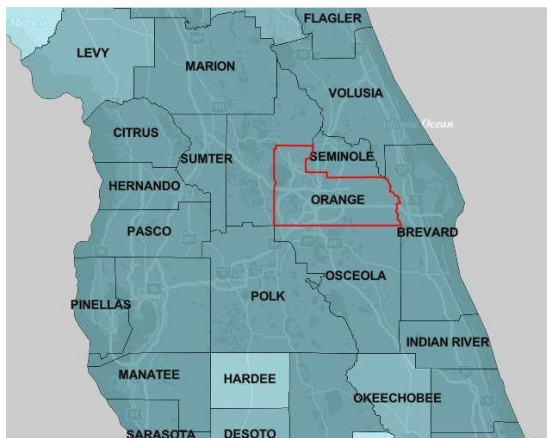 Mexico
FLAGLER
LEVY
MARION
VOLUSIA
Atlantic Ocean
CITRUS
SUMTER
SEMINOLE
HERNANDO
ORANGE
PASCO
BREVARD
OSCEOLA
POLK
PINELLAS
INDIAN RIVER
MANATEE
HARDEE
OKEECHOBEE
SARASOTA
DESOTO